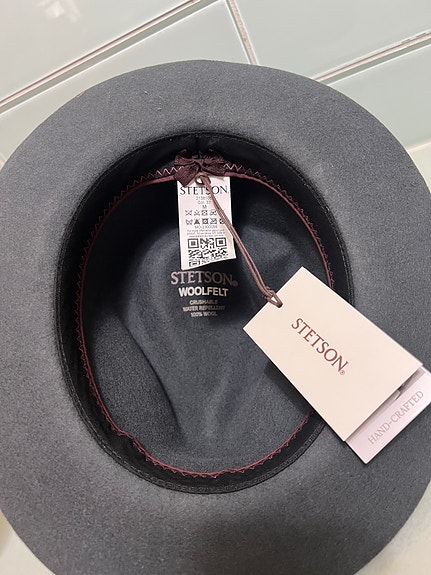 STETSON
M
STETSON®
WOOLFELT
CRUSHABLE
WATER REPELLENT
100% WOOL
STETSON®
HAND-CRAFTED